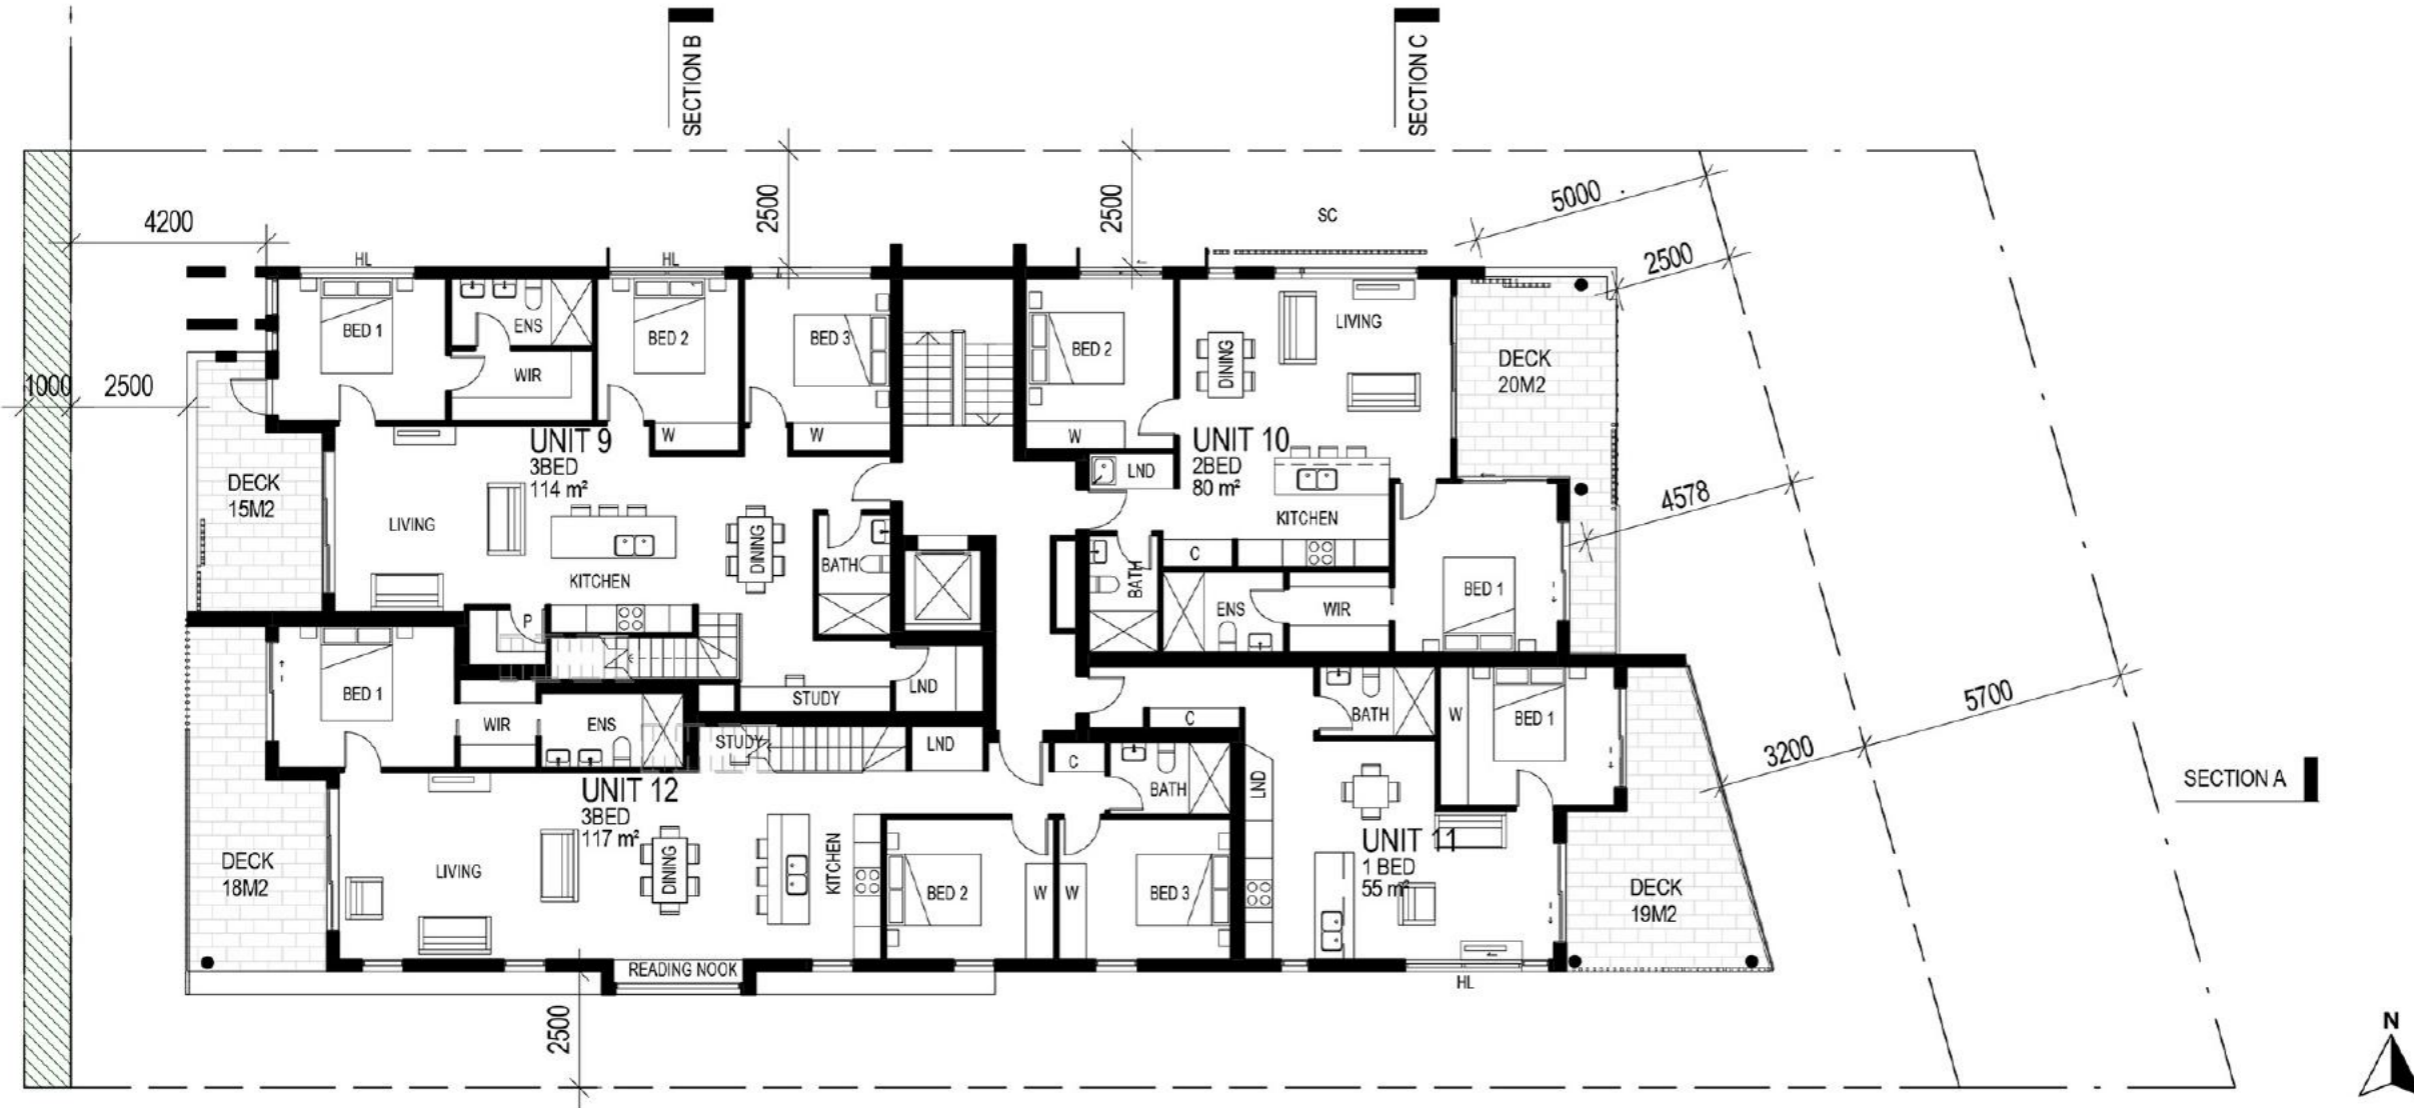 SECTION B
SECTION C
2500
2500
5000
4200
SC
2500
HL
HL
BED 1
ENS
BED 2
BED 3
BED 2
LIVING
DINING
WIR
DECK
20M2
1000
2500
W
W
W
UNIT 9
3BED
114 m²
UNIT 10
2BED
80 m²
LND
DECK
15M2
LIVING
KITCHEN
4578
DINING
BATH
KITCHEN
C
BATH
BED 1
P
ENS
WIR
BED 1
WIR
ENS
STUDY
LND
BATH
W
BED 1
5700
STUDY
LND
C
C
3200
SECTION A
UNIT 12
3BED
117 m²
BATH
LND
UNIT 11
1 BED
55 m²
DECK
18M2
LIVING
DINING
KITCHEN
BED 2
W
W
BED 3
DECK
19M2
READING NOOK
HL
2500
N